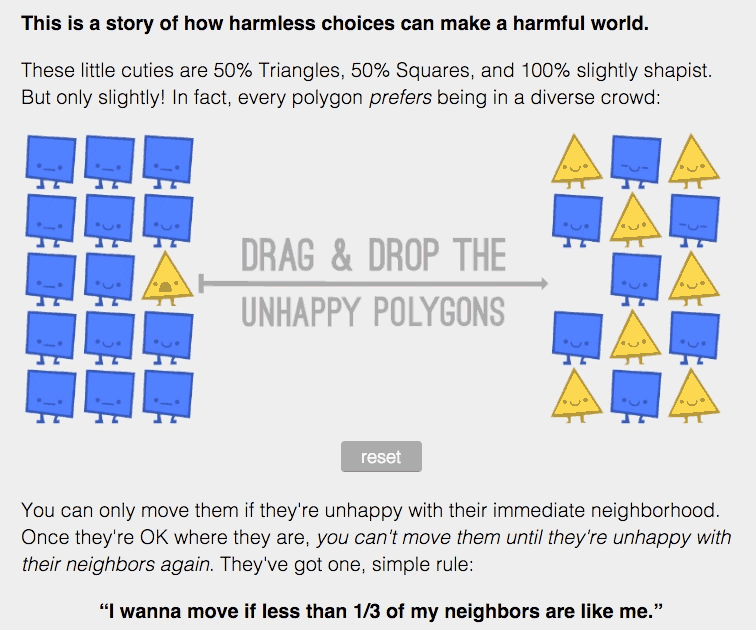 This is a story of how harmless choices can make a harmful world.
These little cuties are 50% Triangles, 50% Squares, and 100% slightly shapist.
But only slightly! In fact, every polygon prefers being in a diverse crowd:
DRAG & DROP THE
UNHAPPY POLYGONS
reset
You can only move them if they're unhappy with their immediate neighborhood.
Once they're OK where they are, you can't move them until they're unhappy with
their neighbors again. They've got one, simple rule:
“I wanna move if less than 1/3 of my neighbors are like me.”